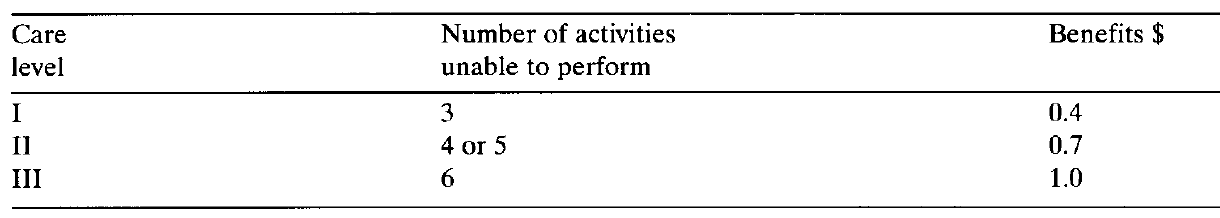 Care Number of activities Benefits $
level unable to perform
I 3 0.4
II 4 or 5 0.7
III 6 1.0